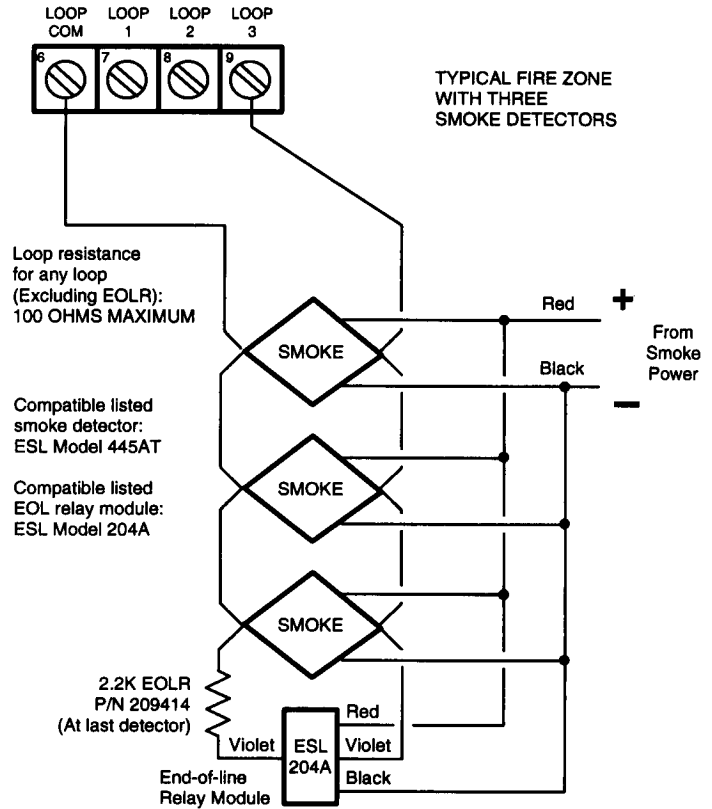 LOOP COM
LOOP 1
LOOP 2
LOOP 3
6
7
8
9
TYPICAL FIRE ZONE
WITH THREE
SMOKE DETECTORS
Loop resistance
for any loop
(Excluding EOLR):
100 OHMS MAXIMUM
Red
+
From
Smoke
Power
Black
−
SMOKE
Compatible listed
smoke detector:
ESL Model 445AT
SMOKE
Compatible listed
EOL relay module:
ESL Model 204A
SMOKE
2.2K EOLR
P/N 209414
(At last detector)
Red
Violet
ESL
204A
Violet
Black
End-of-line
Relay Module